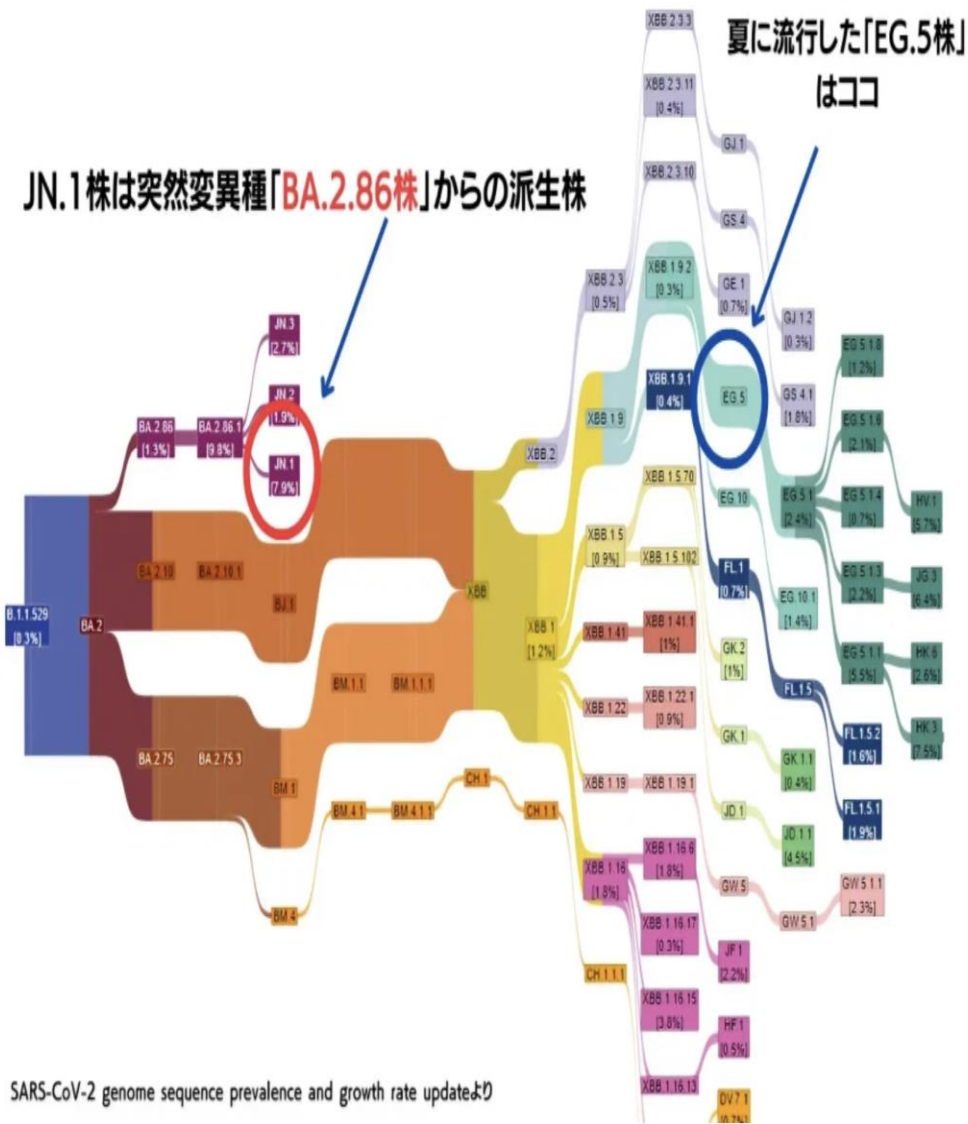 夏に流行した「EG.5株」
はココ
JN.1株は突然変異種「BA.2.86株」からの派生株
B.1.1.529
[0.3%]
BA.2
BA.2.86
[1.3%]
BA.2.86.1
[9.8%]
JN.3
[2.7%]
JN.2
[1.9%]
JN.1
[7.9%]
BA.2.10
BA.2.10.1
BJ.1
BA.2.75
BA.2.75.3
BM.1
BM.4
BM.1.1
BM.1.1.1
BM.4.1
BM.4.1.1
XBB
CH.1
XBB.2
XBB.1
[1.2%]
CH.1.1
XBB.2.3
[0.5%]
XBB.1.9
XBB.1.5
[0.9%]
XBB.1.41
XBB.1.22
XBB.1.19
XBB.1.16
[1.8%]
CH.1.1.1
XBB.2.3.3
XBB.2.3.11
[0.4%]
XBB.2.3.10
XBB.1.9.2
[0.3%]
XBB.1.9.1
[0.4%]
XBB.1.5.70
XBB.1.5.102
XBB.1.41.1
[1%]
XBB.1.22.1
[0.9%]
XBB.1.19.1
XBB.1.16.6
[1.8%]
XBB.1.16.17
[0.3%]
XBB.1.16.15
[3.8%]
XBB.1.16.13
GJ.1
GS.4
GE.1
[0.7%]
EG.5
EG.10
FL.1
[0.7%]
GK.2
[1%]
GK.1
JD.1
GW.5
JF.1
[2.2%]
HF.1
[0.5%]
DV.7.1
[0.7%]
GJ.1.2
[0.3%]
GS.4.1
[1.8%]
EG.5.1
[2.4%]
EG.10.1
[1.4%]
FL.1.5
GK.1.1
[0.4%]
JD.1.1
[4.5%]
GW.5.1
EG.5.1.8
[1.2%]
EG.5.1.6
[2.1%]
EG.5.1.4
[0.7%]
EG.5.1.3
[2.2%]
EG.5.1.1
[5.5%]
FL.1.5.2
[1.6%]
FL.1.5.1
[1.9%]
GW.5.1.1
[2.3%]
HV.1
[5.7%]
JG.3
[6.4%]
HK.6
[2.6%]
HK.3
[7.5%]
SARS-CoV-2 genome sequence prevalence and growth rate updateより